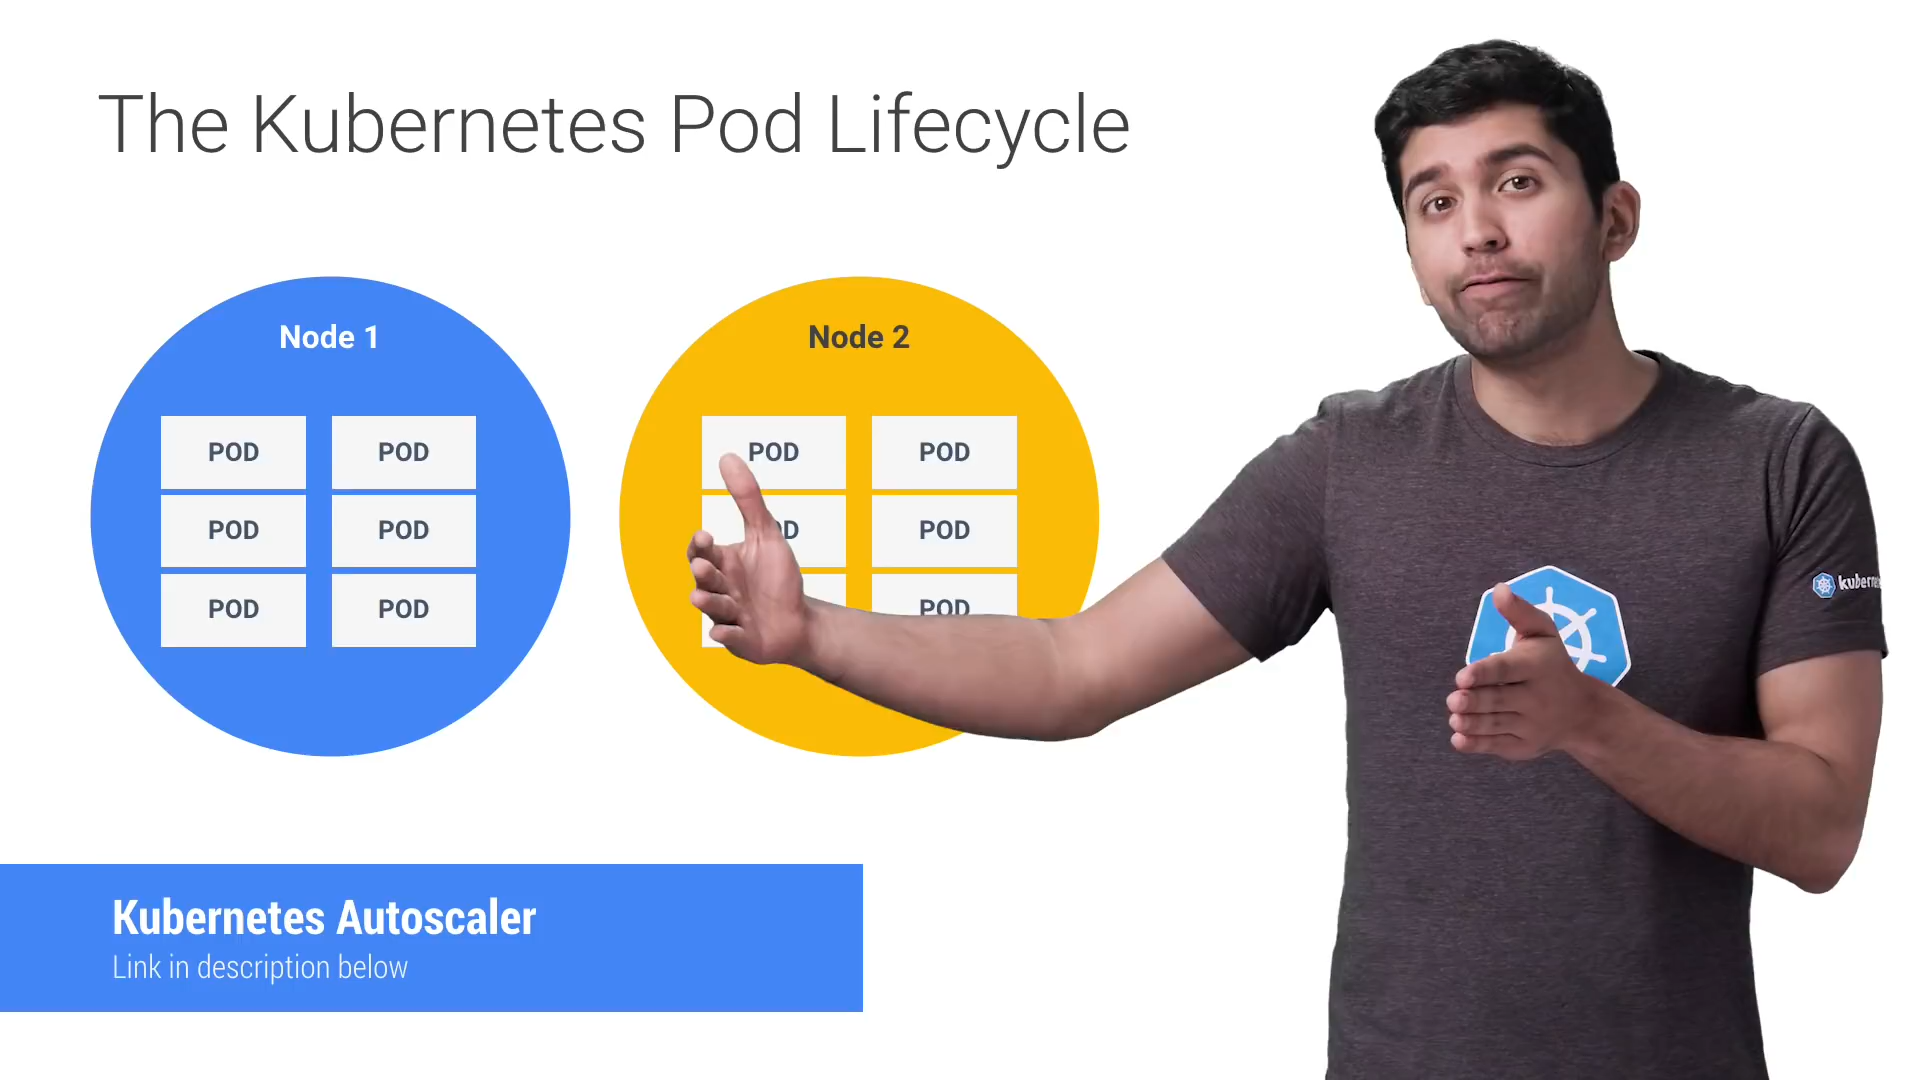 The Kubernetes Pod Lifecycle
Node 1
POD POD
POD POD
POD POD
Node 2
POD POD
POD
POD
Kubernetes Autoscaler
Link in description below